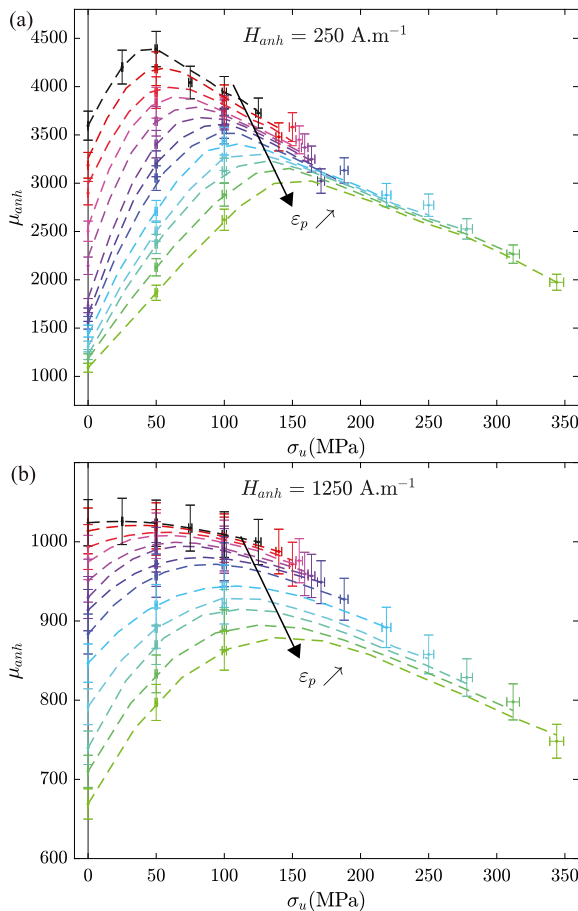 (a)
H_anh = 250 A.m⁻¹
4500
4000
3500
3000
2500
2000
1500
1000
μ_anh
ε_p ↗
0 50 100 150 200 250 300 350
σ_u(MPa)
(b)
H_anh = 1250 A.m⁻¹
1000
900
800
700
600
μ_anh
ε_p ↗
0 50 100 150 200 250 300 350
σ_u(MPa)